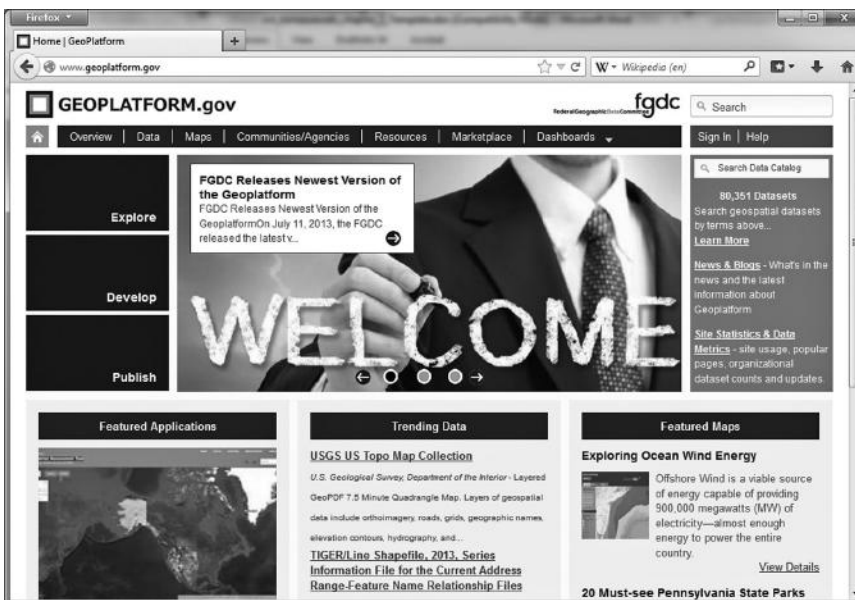 Firefox
Home | GeoPlatform
+
www.geoplatform.gov
W - Wikipedia (en)
GEOPLATFORM.gov
FederalGeographicDataCommittee
fgdc
Search
Overview | Data | Maps | Communities/Agencies | Resources | Marketplace | Dashboards
Sign In | Help
Explore
Develop
Publish
FGDC Releases Newest Version of
the Geoplatform
FGDC Releases Newest Version of the
GeoplatformOn July 11, 2013, the FGDC
released the latest v...
WELCOME
Search Data Catalog
80,351 Datasets
Search geospatial datasets
by terms above...
Learn More
News & Blogs - What's in the
news and the latest
information about
Geoplatform
Site Statistics & Data
Metrics - site usage, popular
pages, organizational
dataset counts and updates
Featured Applications
Trending Data
USGS US Topo Map Collection
U.S. Geological Survey, Department of the Interior - Layered
GeoPDF 7.5 Minute Quadrangle Map. Layers of geospatial
data include orthoimagery, roads, grids, geographic names,
elevation contours, hydrography, and...
TIGER/Line Shapefile, 2013, Series
Information File for the Current Address
Range-Feature Name Relationship Files
Featured Maps
Exploring Ocean Wind Energy
Offshore Wind is a viable source
of energy capable of providing
900,000 megawatts (MW) of
electricity—almost enough
energy to power the entire
country.
View Details
20 Must-see Pennsylvania State Parks